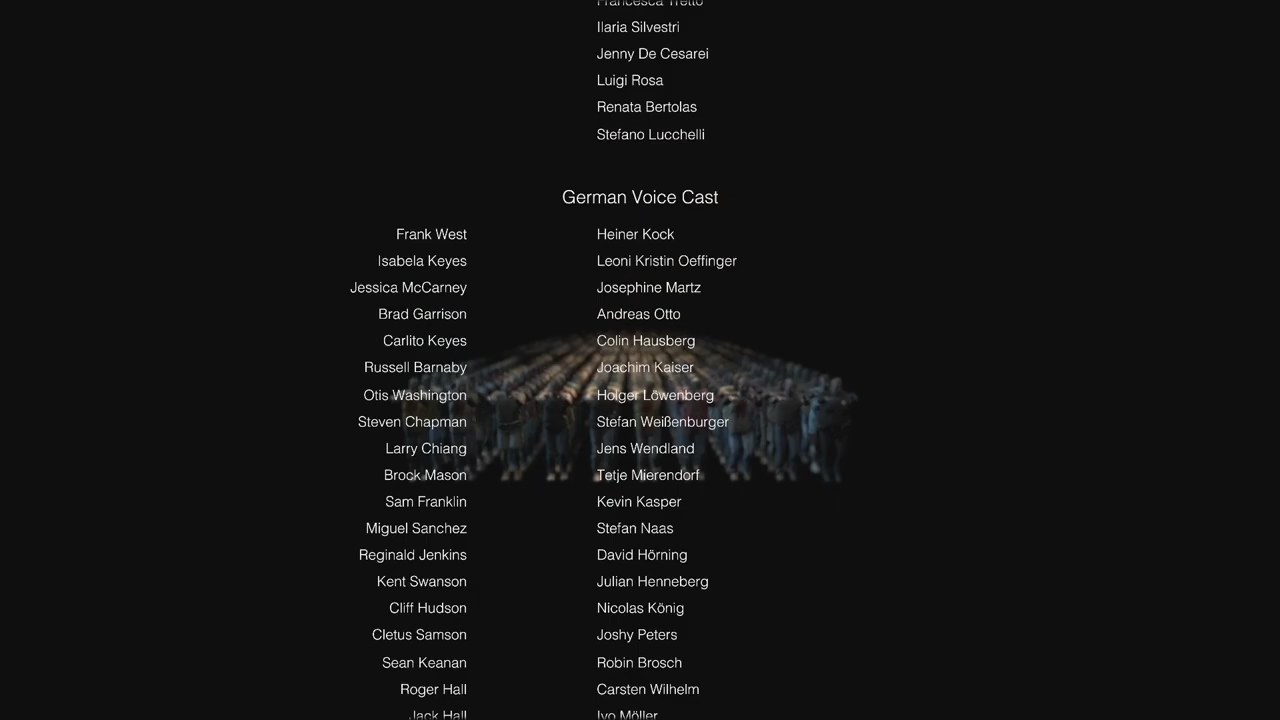 Francesca Tretto
Ilaria Silvestri
Jenny De Cesarei
Luigi Rosa
Renata Bertolas
Stefano Lucchelli
German Voice Cast
Frank West Heiner Kock
Isabela Keyes Leoni Kristin Oeffinger
Jessica McCarney Josephine Martz
Brad Garrison Andreas Otto
Carlito Keyes Colin Hausberg
Russell Barnaby Joachim Kaiser
Otis Washington Holger Löwenberg
Steven Chapman Stefan Weißenburger
Larry Chiang Jens Wendland
Brock Mason Tetje Mierendorf
Sam Franklin Kevin Kasper
Miguel Sanchez Stefan Naas
Reginald Jenkins David Hörning
Kent Swanson Julian Henneberg
Cliff Hudson Nicolas König
Cletus Samson Joshy Peters
Sean Keanan Robin Brosch
Roger Hall Carsten Wilhelm
Jack Hall Ivo Möller